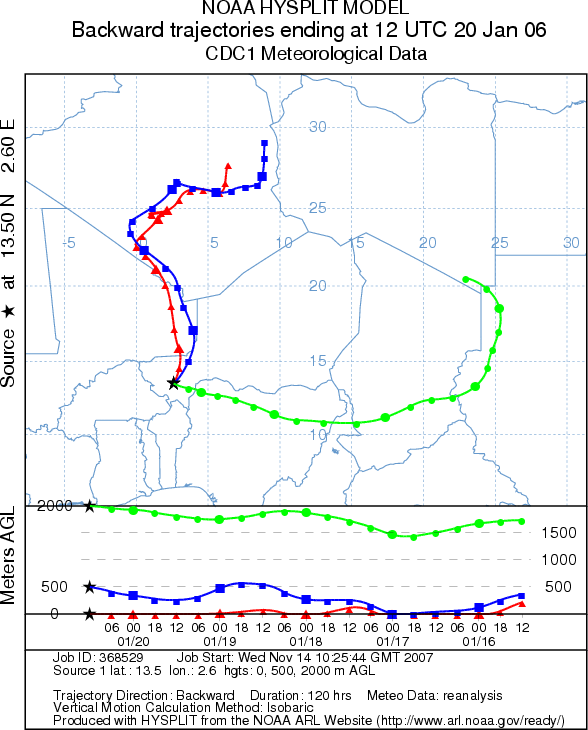 NOAA HYSPLIT MODEL
Backward trajectories ending at 12 UTC 20 Jan 06
CDC1 Meteorological Data
Source ★ at 13.50 N 2.60 E
30
25
-5 0 5 10 15 20 25 30
20
15
10
Meters AGL
2000
1500
1000
500 500
0
06 00 18 12 06 00 18 12 06 00 18 12 06 00 18 12 06 00 18 12
01/20 01/19 01/18 01/17 01/16
Job ID: 368529 Job Start: Wed Nov 14 10:25:44 GMT 2007
Source 1 lat.: 13.5 lon.: 2.6 hgts: 0, 500, 2000 m AGL
Trajectory Direction: Backward Duration: 120 hrs Meteo Data: reanalysis
Vertical Motion Calculation Method: Isobaric
Produced with HYSPLIT from the NOAA ARL Website (http://www.arl.noaa.gov/ready/)